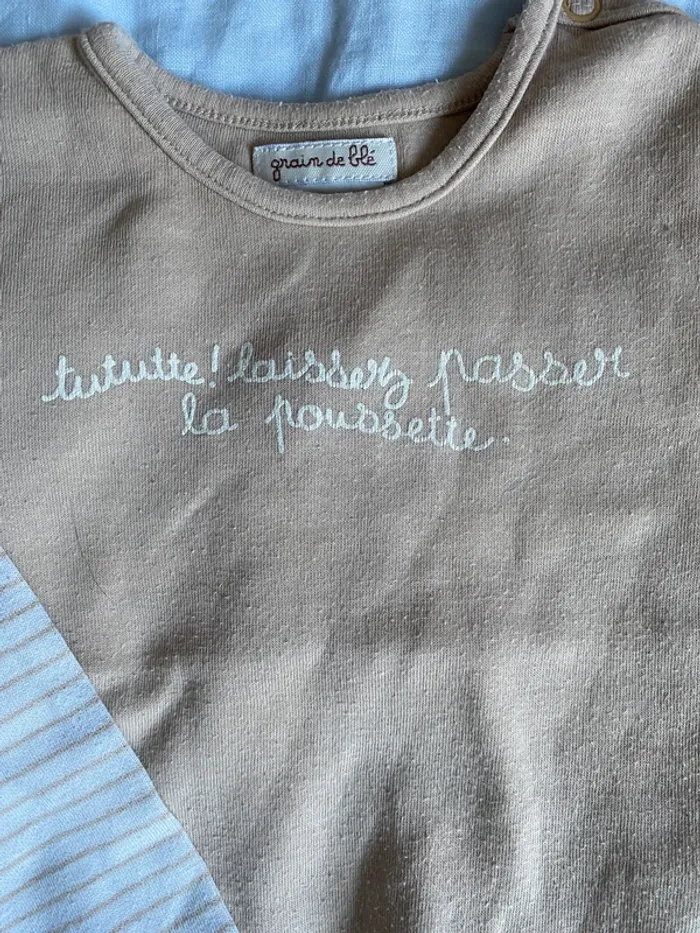 grain de blé
tututte! laissez passer
la poussette.